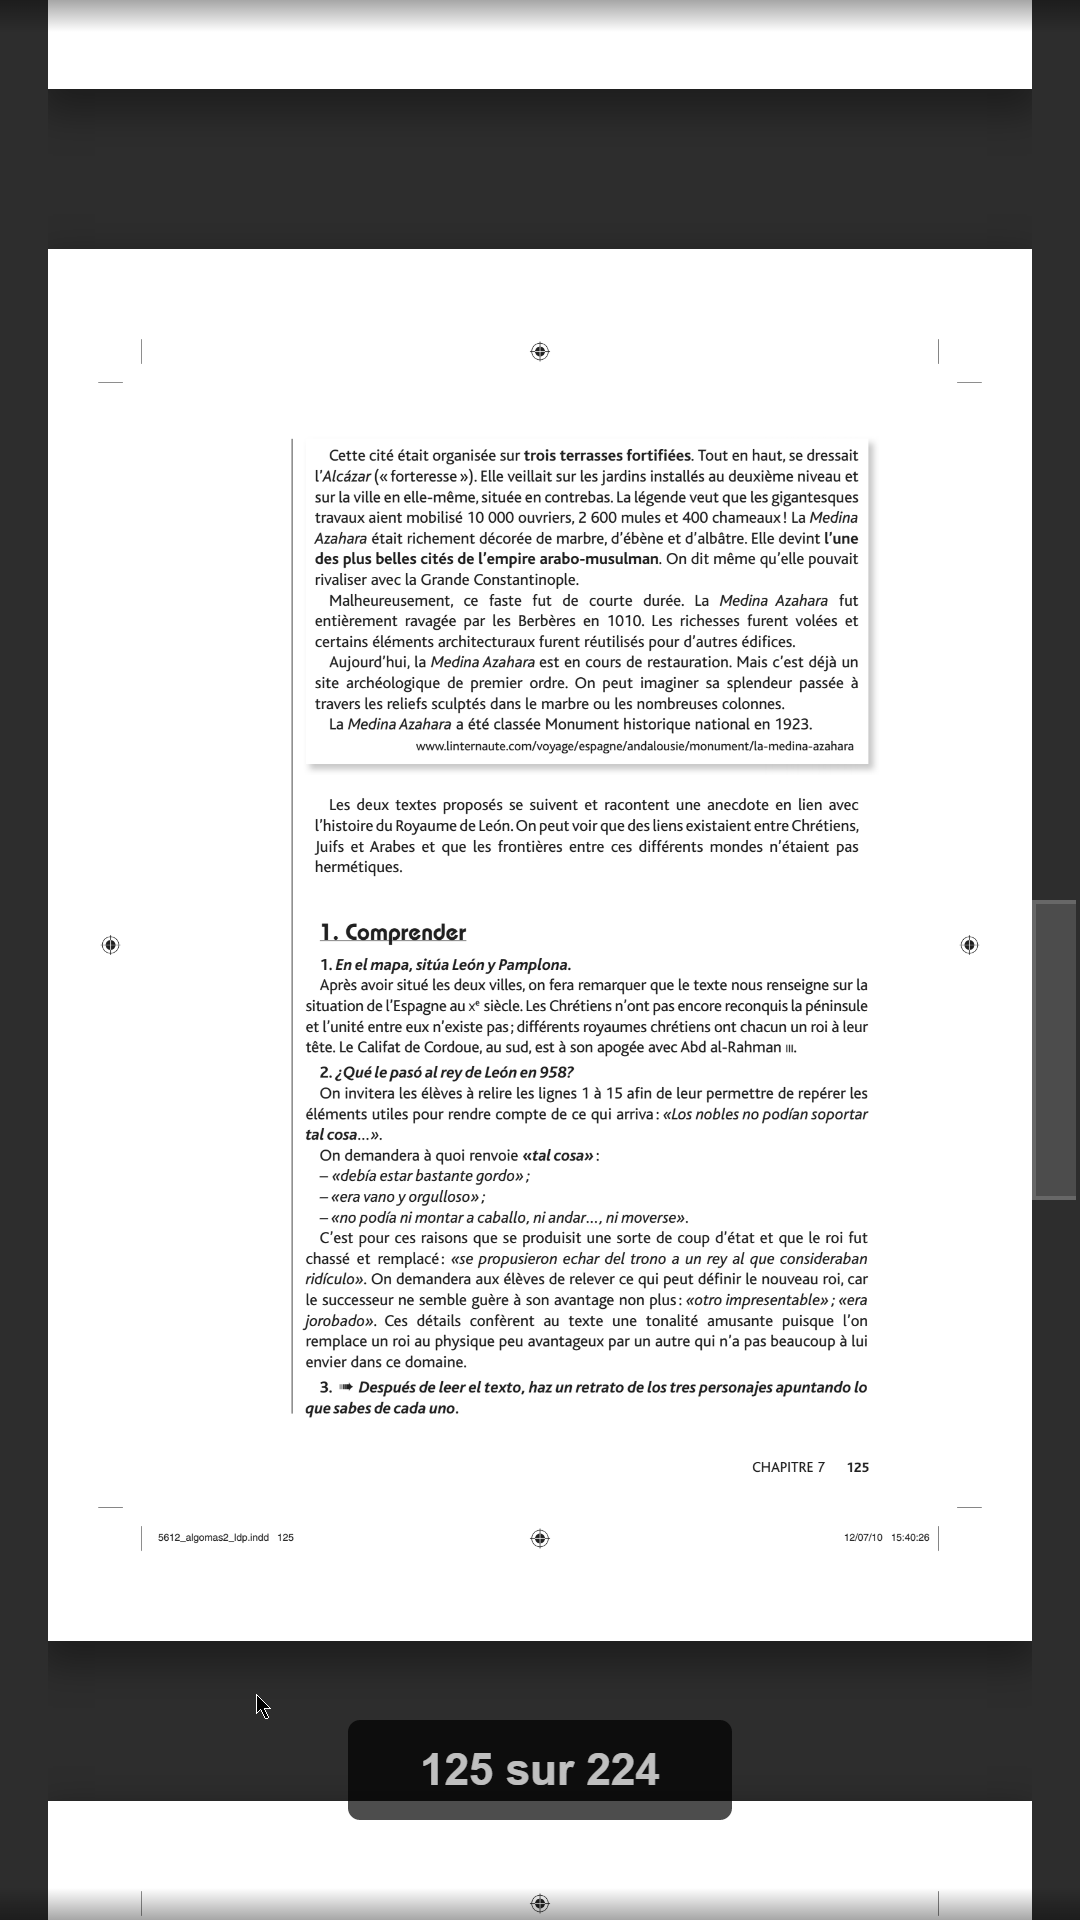 Cette cité était organisée sur trois terrasses fortifiées. Tout en haut, se dressait
l’Alcázar (« forteresse »). Elle veillait sur les jardins installés au deuxième niveau et
sur la ville en elle-même, située en contrebas. La légende veut que les gigantesques
travaux aient mobilisé 10 000 ouvriers, 2 600 mules et 400 chameaux ! La Medina
Azahara était richement décorée de marbre, d’ébène et d’albâtre. Elle devint l’une
des plus belles cités de l’empire arabo-musulman. On dit même qu’elle pouvait
rivaliser avec la Grande Constantinople.
Malheureusement, ce faste fut de courte durée. La Medina Azahara fut
entièrement ravagée par les Berbères en 1010. Les richesses furent volées et
certains éléments architecturaux furent réutilisés pour d’autres édifices.
Aujourd’hui, la Medina Azahara est en cours de restauration. Mais c’est déjà un
site archéologique de premier ordre. On peut imaginer sa splendeur passée à
travers les reliefs sculptés dans le marbre ou les nombreuses colonnes.
La Medina Azahara a été classée Monument historique national en 1923.
www.linternaute.com/voyage/espagne/andalousie/monument/la-medina-azahara
Les deux textes proposés se suivent et racontent une anecdote en lien avec
l’histoire du Royaume de León. On peut voir que des liens existaient entre Chrétiens,
Juifs et Arabes et que les frontières entre ces différents mondes n’étaient pas
hermétiques.
1. Comprender
1. En el mapa, sitúa León y Pamplona.
Après avoir situé les deux villes, on fera remarquer que le texte nous renseigne sur la
situation de l’Espagne au Xe siècle. Les Chrétiens n’ont pas encore reconquis la péninsule
et l’unité entre eux n’existe pas ; différents royaumes chrétiens ont chacun un roi à leur
tête. Le Califat de Cordoue, au sud, est à son apogée avec Abd al-Rahman III.
2. ¿Qué le pasó al rey de León en 958?
On invitera les élèves à relire les lignes 1 à 15 afin de leur permettre de repérer les
éléments utiles pour rendre compte de ce qui arriva : «Los nobles no podían soportar
tal cosa…».
On demandera à quoi renvoie «tal cosa» :
– «debía estar bastante gordo» ;
– «era vano y orgulloso» ;
– «no podía ni montar a caballo, ni andar…, ni moverse».
C’est pour ces raisons que se produisit une sorte de coup d’état et que le roi fut
chassé et remplacé : «se propusieron echar del trono a un rey al que consideraban
ridículo». On demandera aux élèves de relever ce qui peut définir le nouveau roi, car
le successeur ne semble guère à son avantage non plus : «otro impresentable» ; «era
jorobado». Ces détails confèrent au texte une tonalité amusante puisque l’on
remplace un roi au physique peu avantageux par un autre qui n’a pas beaucoup à lui
envier dans ce domaine.
3. ➠ Después de leer el texto, haz un retrato de los tres personajes apuntando lo
que sabes de cada uno.
CHAPITRE 7 125
5612_algomas2_ldp.indd 125 12/07/10 15:40:26
125 sur 224